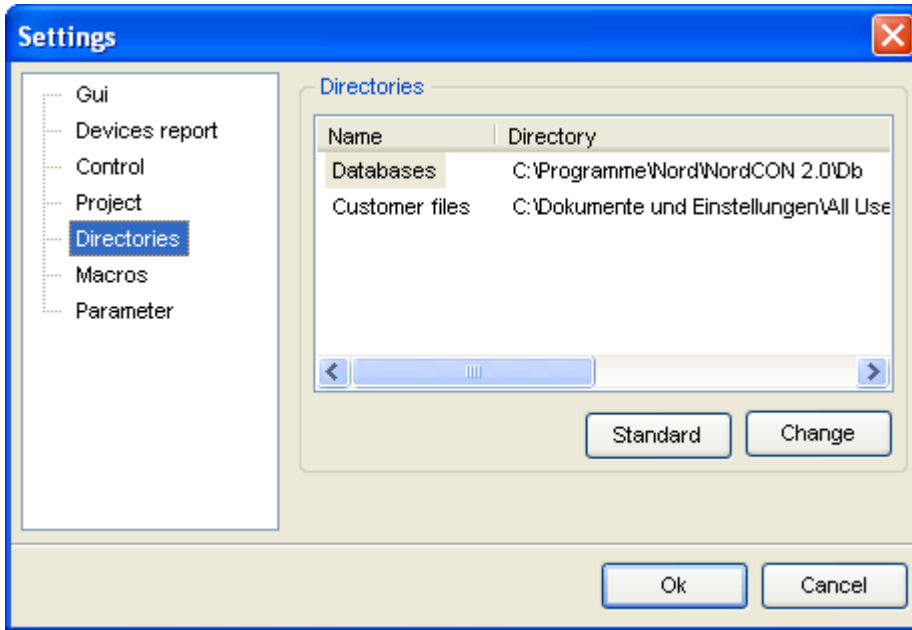 Settings
Gui
Devices report
Control
Project
Directories
Macros
Parameter
Directories
Name Directory
Databases C:\Programme\Nord\NordCON 2.0\Db
Customer files C:\Dokumente und Einstellungen\All Use
Standard Change
Ok Cancel